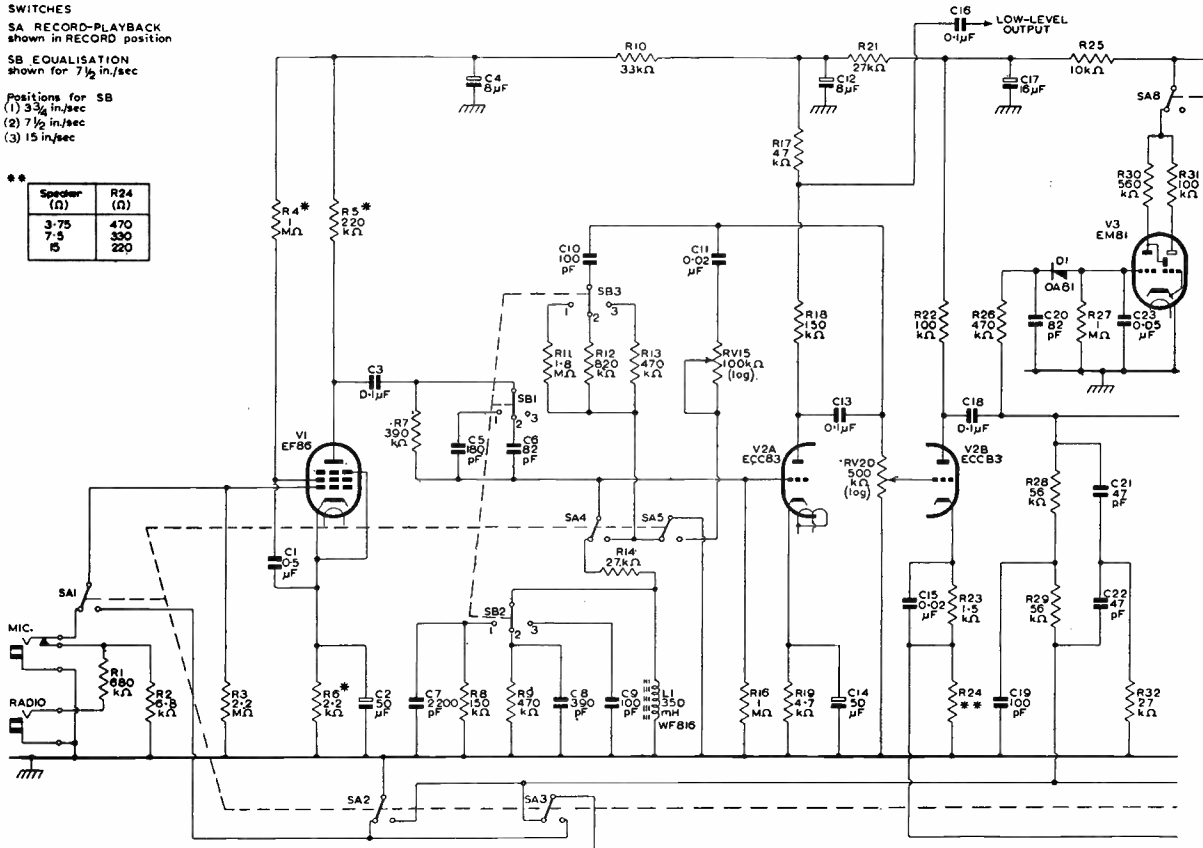 SWITCHES
SA RECORD-PLAYBACK
shown in RECORD position
SB EQUALISATION
shown for 7½ in./sec
Positions for SB
(1) 3¾ in./sec
(2) 7½ in./sec
(3) 15 in./sec
**
Speaker (Ω) R24 (Ω)
3·75 470
7·5 330
15 220
C16
0·1µF
LOW-LEVEL
OUTPUT
R10
33kΩ
R21
27kΩ
R25
10kΩ
C4
8µF
C12
8µF
C17
16µF
SA8
R17
47
kΩ
R30
560
kΩ
R31
100
kΩ
R4*
1
MΩ
R5*
220
kΩ
V3
EM81
C10
100
pF
C11
0·02
µF
D1
OA81
SB3
1
2
3
R11
1·8
MΩ
R12
820
kΩ
R13
470
kΩ
RV15
100kΩ
(log).
R18
150
kΩ
R22
100
kΩ
R26
470
kΩ
C20
82
pF
R27
1
MΩ
C23
0·05
µF
C3
0·1µF
R7
390
kΩ
SB1
1
2
3
C5
180
pF
C6
82
pF
C13
0·1µF
C18
0·1µF
V1
EF86
V2A
ECC83
RV20
500
kΩ
(log)
V2B
ECC83
R28
56
kΩ
C21
47
pF
SA4
SA5
R14
27kΩ
C1
0·5
µF
SA1
SB2
1
2
3
C15
0·02
µF
R23
1·5
kΩ
R29
56
kΩ
C22
47
pF
MIC.
R1
680
kΩ
RADIO
R2
6·8
kΩ
R3
2·2
MΩ
R6*
2·2
kΩ
C2
50
µF
C7
2200
pF
R8
150
kΩ
R9
470
kΩ
C8
390
pF
C9
100
pF
L1
350
mH
WF816
R16
1
MΩ
R19
4·7
kΩ
C14
50
µF
R24
**
C19
100
pF
R32
27
kΩ
SA2
SA3